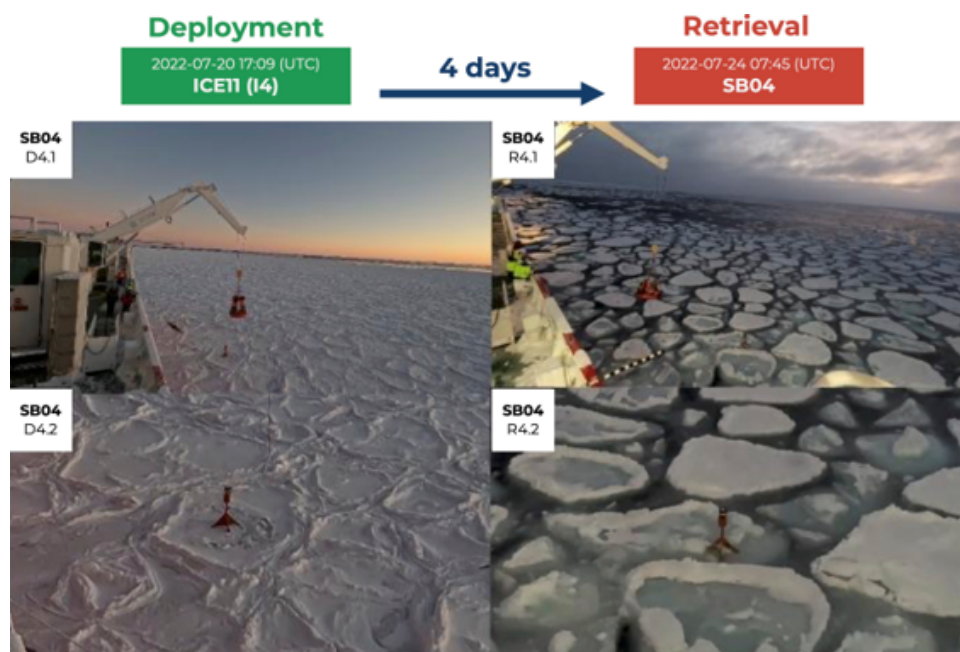 Deployment
2022-07-20 17:09 (UTC)
ICE11 (I4)
4 days
Retrieval
2022-07-24 07:45 (UTC)
SB04
SB04
D4.1
SB04
R4.1
SB04
D4.2
SB04
R4.2